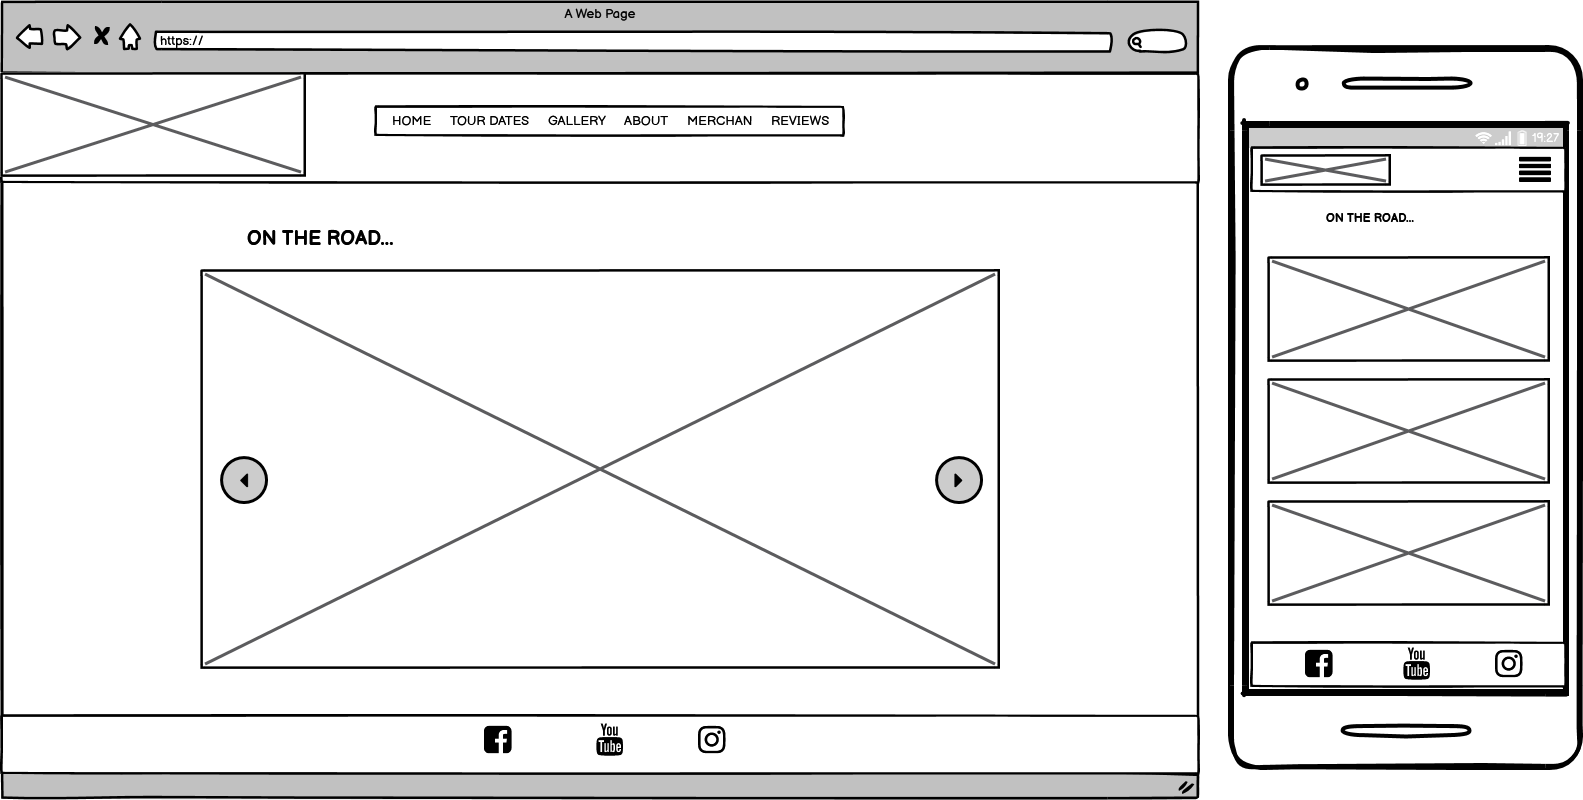 A Web Page
https://
HOME TOUR DATES GALLERY ABOUT MERCHAN REVIEWS
ON THE ROAD...
You
Tube
19:27
ON THE ROAD...
You
Tube